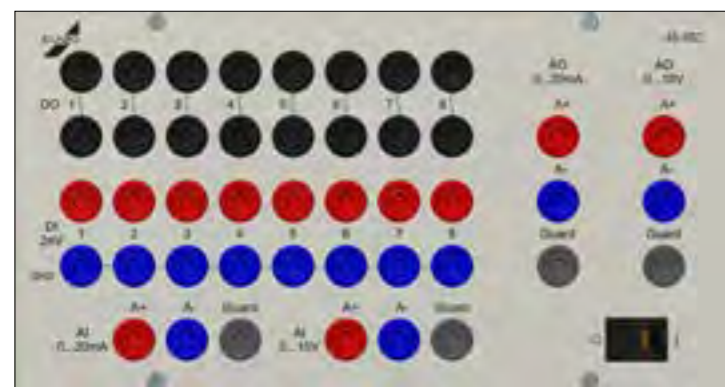 AO AO
0...20mA 0...10V
DO 1 2 3 4 5 6 7 8
A+ A+
A- A-
DI 1 2 3 4 5 6 7 8
24V
Guard Guard
GND
A+ A- Guard A+ A- Guard
AI AI
0...20mA 0...10V